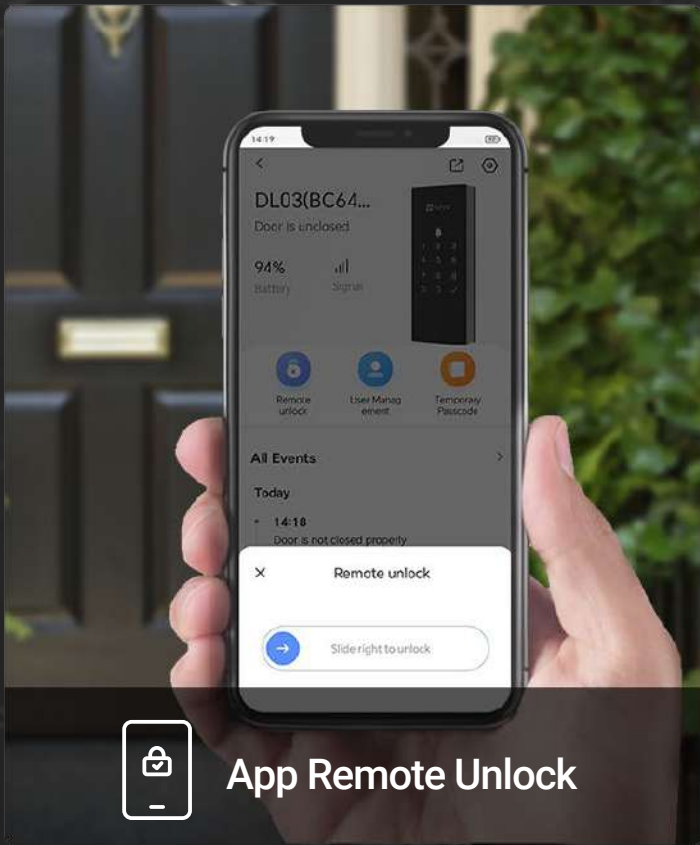 14:19
DL03(BC64...
Door is unclosed
94%
Battery
Signal
Remote
unlock
User Manag
ement
Temporary
Passcode
All Events
Today
14:18
Door is not closed properly
Remote unlock
Slide right to unlock
App Remote Unlock